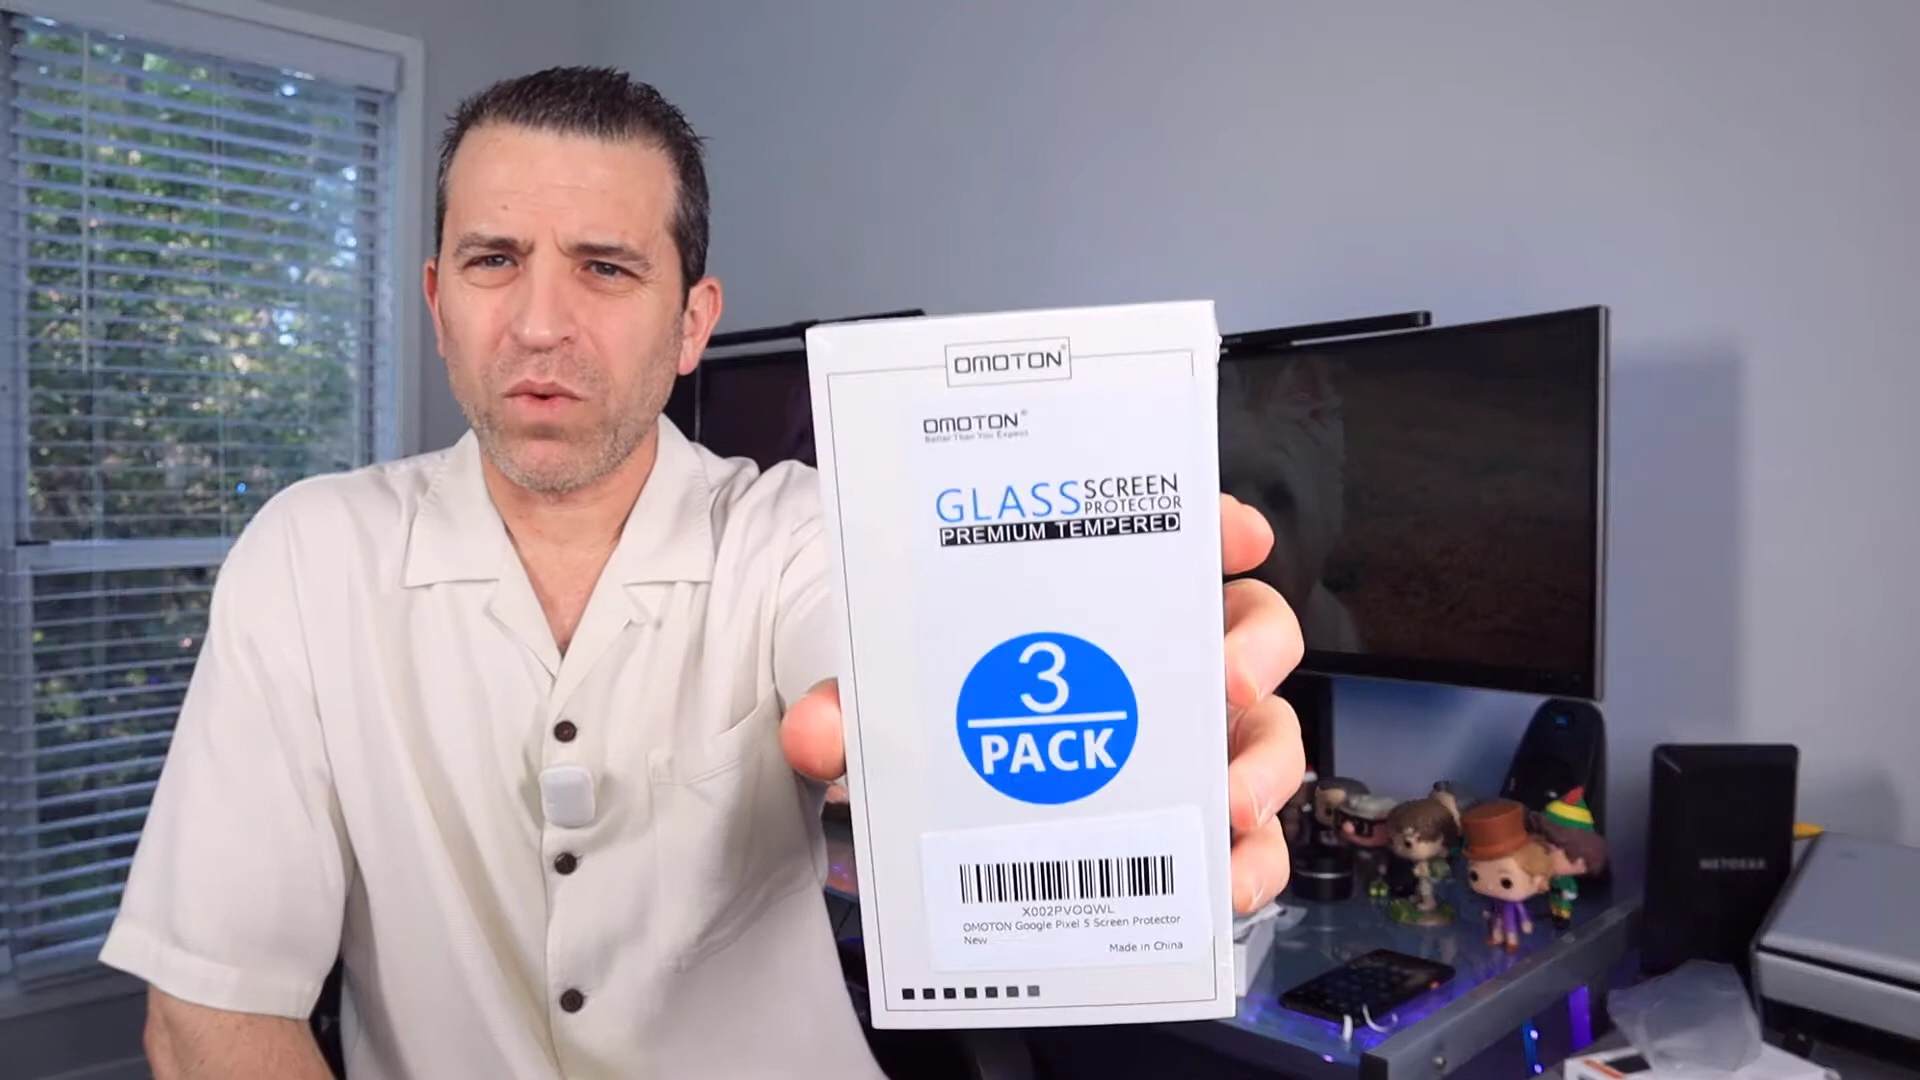 OMOTON®
OMOTON®
Better Than You Expect
GLASS SCREEN
PROTECTOR
PREMIUM TEMPERED
3
PACK
X002PVOQWL
OMOTON Google Pixel 5 Screen Protector
New
Made in China
NETGEAR